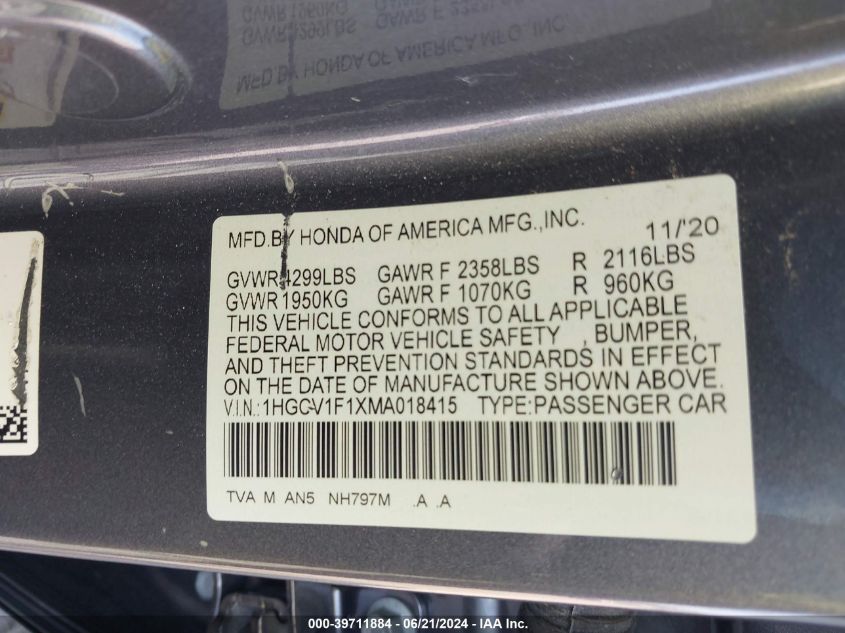 MFD.BY HONDA OF AMERICA MFG.,INC. 11/'20
GVWR 4299LBS GAWR F 2358LBS R 2116LBS
GVWR 1950KG GAWR F 1070KG R 960KG
THIS VEHICLE CONFORMS TO ALL APPLICABLE
FEDERAL MOTOR VEHICLE SAFETY , BUMPER,
AND THEFT PREVENTION STANDARDS IN EFFECT
ON THE DATE OF MANUFACTURE SHOWN ABOVE.
V.I.N.:1HGCV1F1XMA018415 TYPE:PASSENGER CAR
TVA M AN5 NH797M .A .A
000-39711884 - 06/21/2024 - IAA Inc.